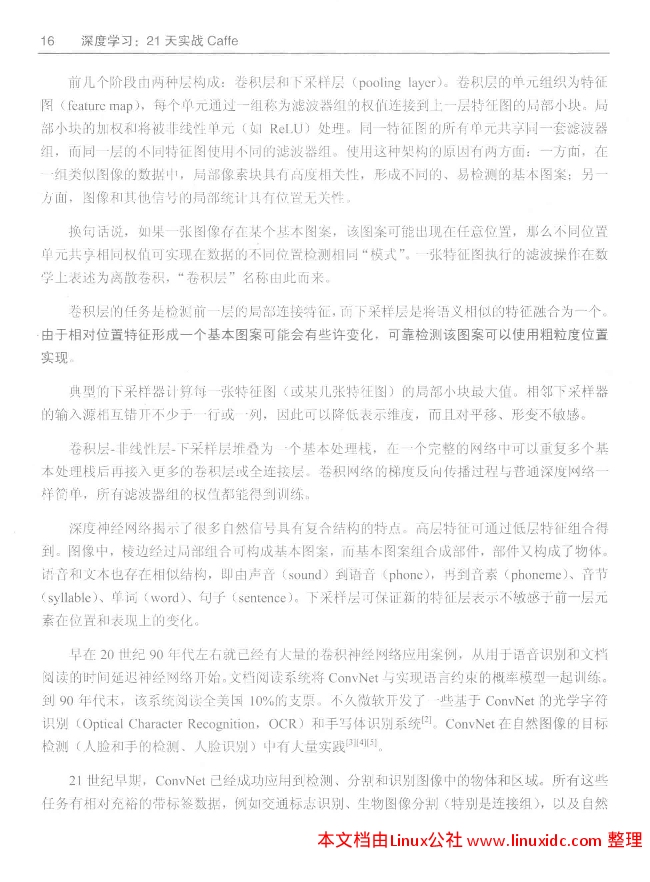 16 深度学习：21 天实战 Caffe
前几个阶段由两种层构成：卷积层和下采样层（pooling layer）。卷积层的单元组织为特征
图（feature map），每个单元通过一组称为滤波器组的权值连接到上一层特征图的局部小块。局
部小块的加权和将被非线性单元（如 ReLU）处理。同一特征图的所有单元共享同一套滤波器
组，而同一层的不同特征图使用不同的滤波器组。使用这种架构的原因有两方面：一方面，在
一组类似图像的数据中，局部像素块具有高度相关性，形成不同的、易检测的基本图案；另一
方面，图像和其他信号的局部统计具有位置无关性。
换句话说，如果一张图像存在某个基本图案，该图案可能出现在任意位置，那么不同位置
单元共享相同权值可实现在数据的不同位置检测相同“模式”。一张特征图执行的滤波操作在数
学上表述为离散卷积，“卷积层”名称由此而来。
卷积层的任务是检测前一层的局部连接特征，而下采样层是将语义相似的特征融合为一个。
由于相对位置特征形成一个基本图案可能会有些许变化，可靠检测该图案可以使用粗粒度位置
实现。
典型的下采样器计算每一张特征图（或某几张特征图）的局部小块最大值。相邻下采样器
的输入源相互错开不少于一行或一列，因此可以降低表示维度，而且对平移、形变不敏感。
卷积层-非线性层-下采样层堆叠为一个基本处理栈，在一个完整的网络中可以重复多个基
本处理栈后再接入更多的卷积层或全连接层。卷积网络的梯度反向传播过程与普通深度网络一
样简单，所有滤波器组的权值都能得到训练。
深度神经网络揭示了很多自然信号具有复合结构的特点。高层特征可通过低层特征组合得
到。图像中，棱边经过局部组合可构成基本图案，而基本图案组合成部件，部件又构成了物体。
语音和文本也存在相似结构，即由声音（sound）到语音（phone），再到音素（phoneme）、音节
（syllable）、单词（word）、句子（sentence）。下采样层可保证新的特征层表示不敏感于前一层元
素在位置和表现上的变化。
早在 20 世纪 90 年代左右就已经有大量的卷积神经网络应用案例，从用于语音识别和文档
阅读的时间延迟神经网络开始。文档阅读系统将 ConvNet 与实现语言约束的概率模型一起训练。
到 90 年代末，该系统阅读全美国 10%的支票。不久微软开发了一些基于 ConvNet 的光学字符
识别（Optical Character Recognition，OCR）和手写体识别系统[2]。ConvNet 在自然图像的目标
检测（人脸和手的检测、人脸识别）中有大量实践[3][4][5]。
21 世纪早期，ConvNet 已经成功应用到检测、分割和识别图像中的物体和区域。所有这些
任务有相对充裕的带标签数据，例如交通标志识别、生物图像分割（特别是连接组），以及自然
本文档由Linux公社 www.linuxidc.com 整理